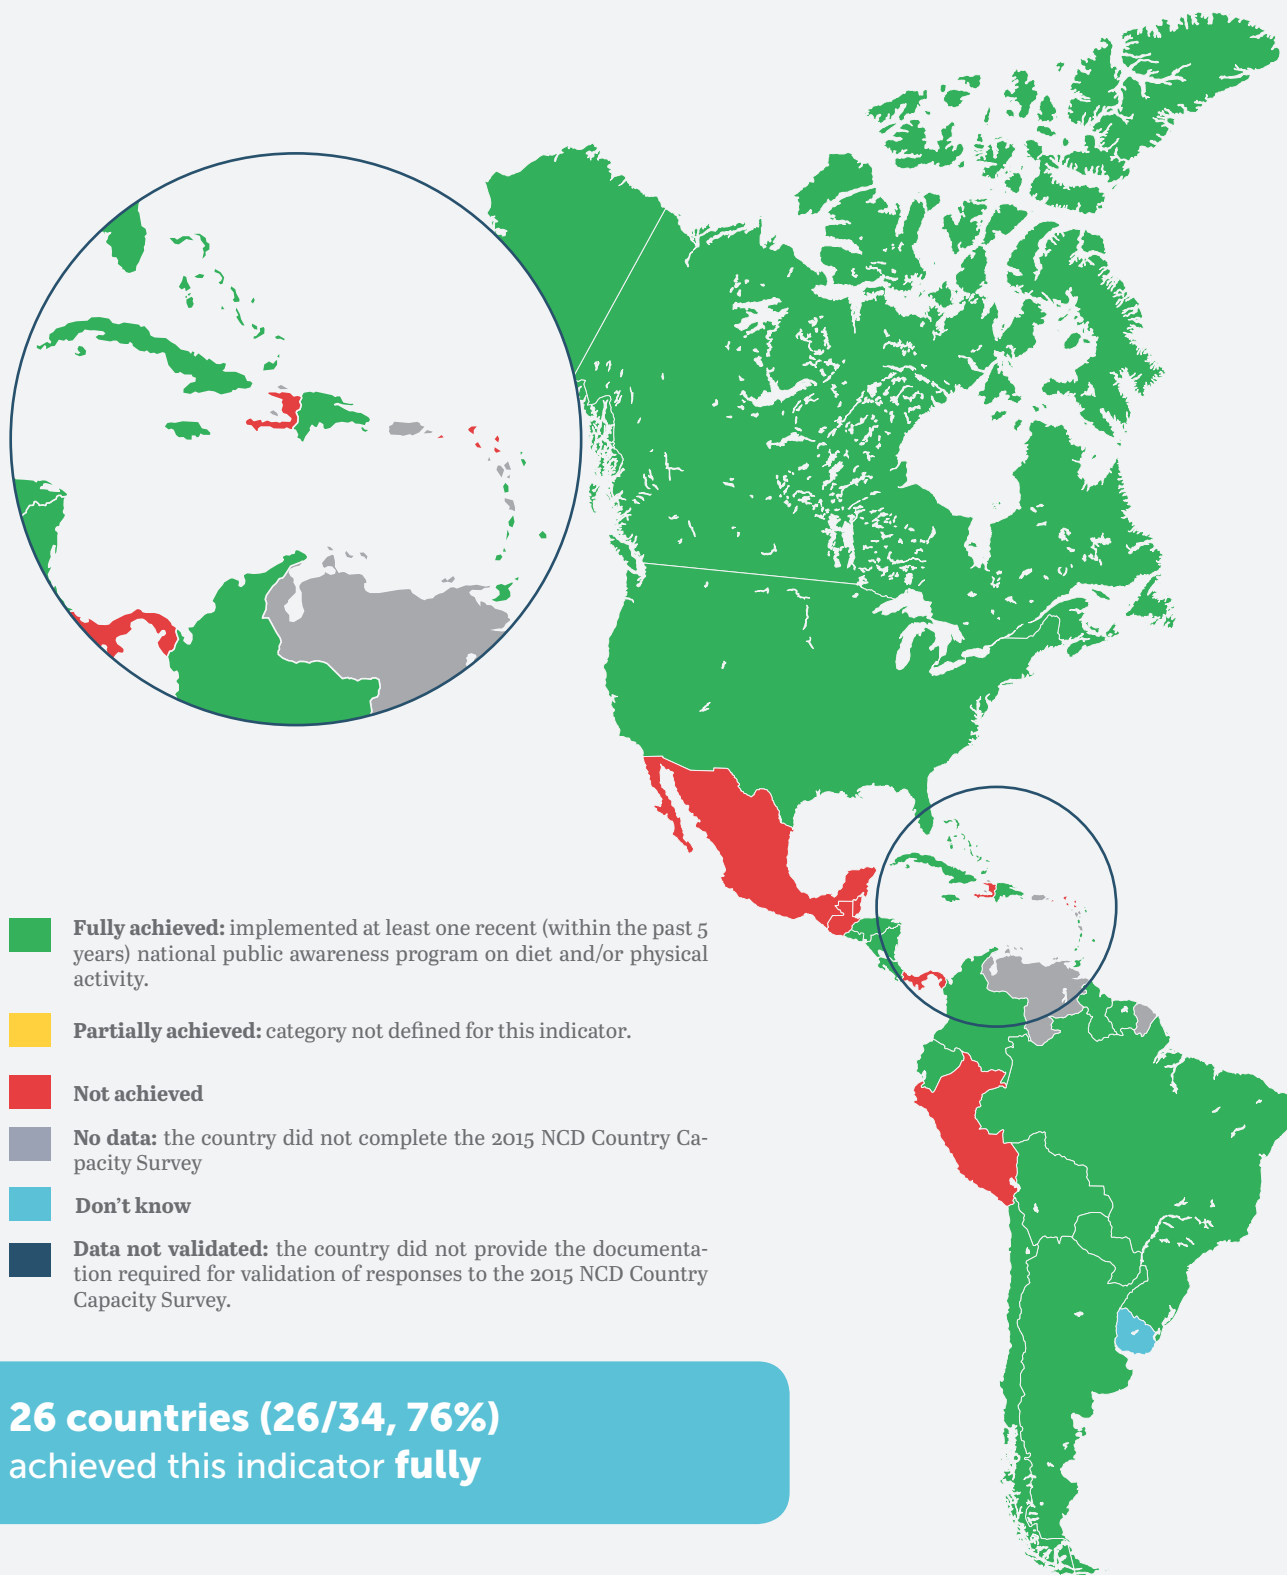 Fully achieved: implemented at least one recent (within the past 5
years) national public awareness program on diet and/or physical
activity.
Partially achieved: category not defined for this indicator.
Not achieved
No data: the country did not complete the 2015 NCD Country Ca-
pacity Survey
Don’t know
Data not validated: the country did not provide the documenta-
tion required for validation of responses to the 2015 NCD Country
Capacity Survey.
26 countries (26/34, 76%)
achieved this indicator fully